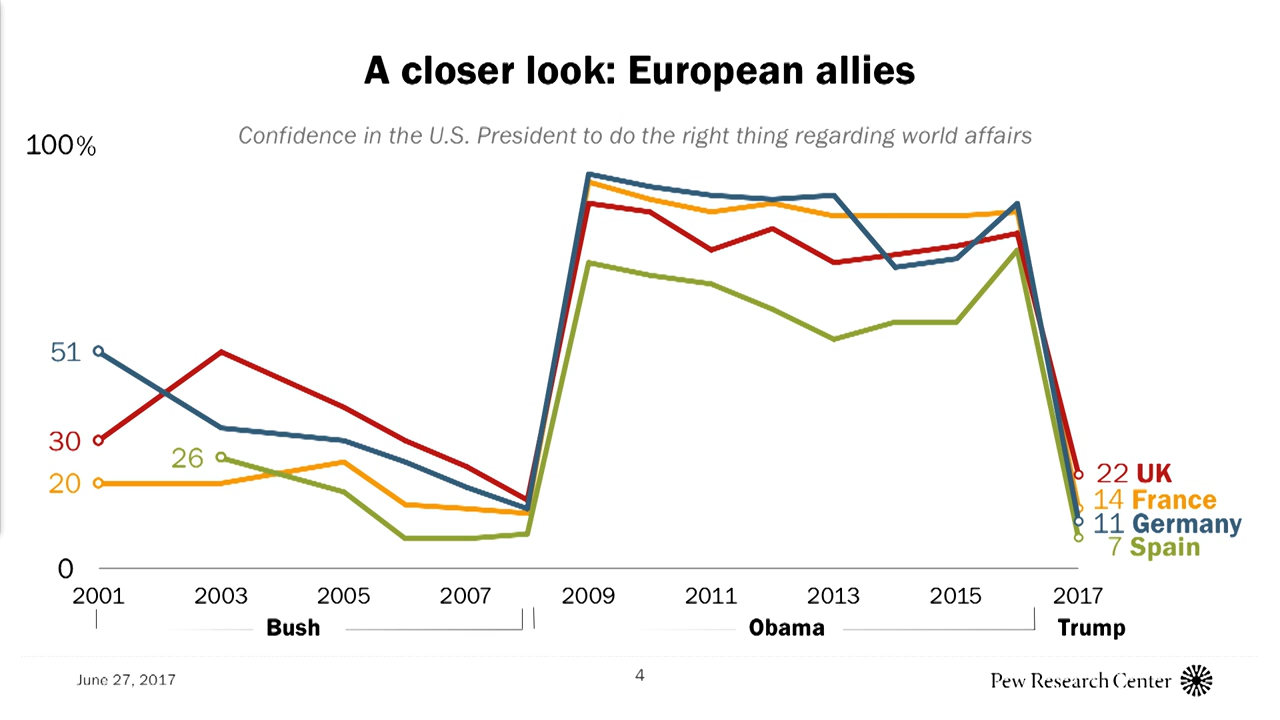 A closer look: European allies
Confidence in the U.S. President to do the right thing regarding world affairs
100%
51
30
26
20
22 UK
14 France
11 Germany
7 Spain
0
2001 2003 2005 2007 2009 2011 2013 2015 2017
Bush Obama Trump
June 27, 2017 4 Pew Research Center